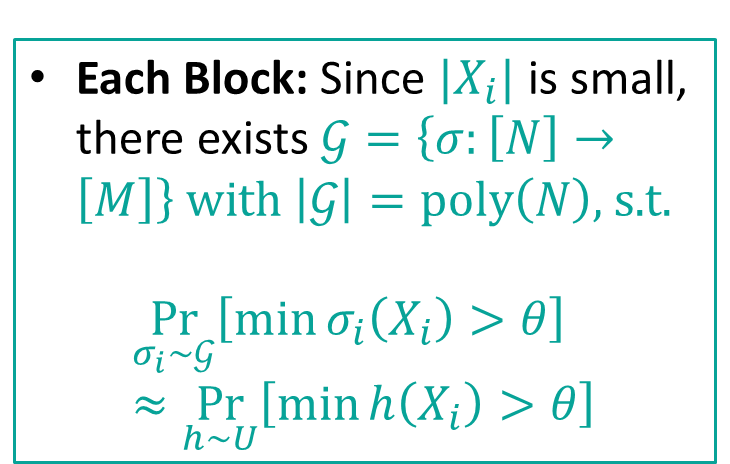 • Each Block: Since |X_i| is small,
there exists 𝒢 = {σ: [N] →
[M]} with |𝒢| = poly(N), s.t.
Pr_{σ_i~𝒢} [min σ_i(X_i) > θ]
≈ Pr_{h~U} [min h(X_i) > θ]